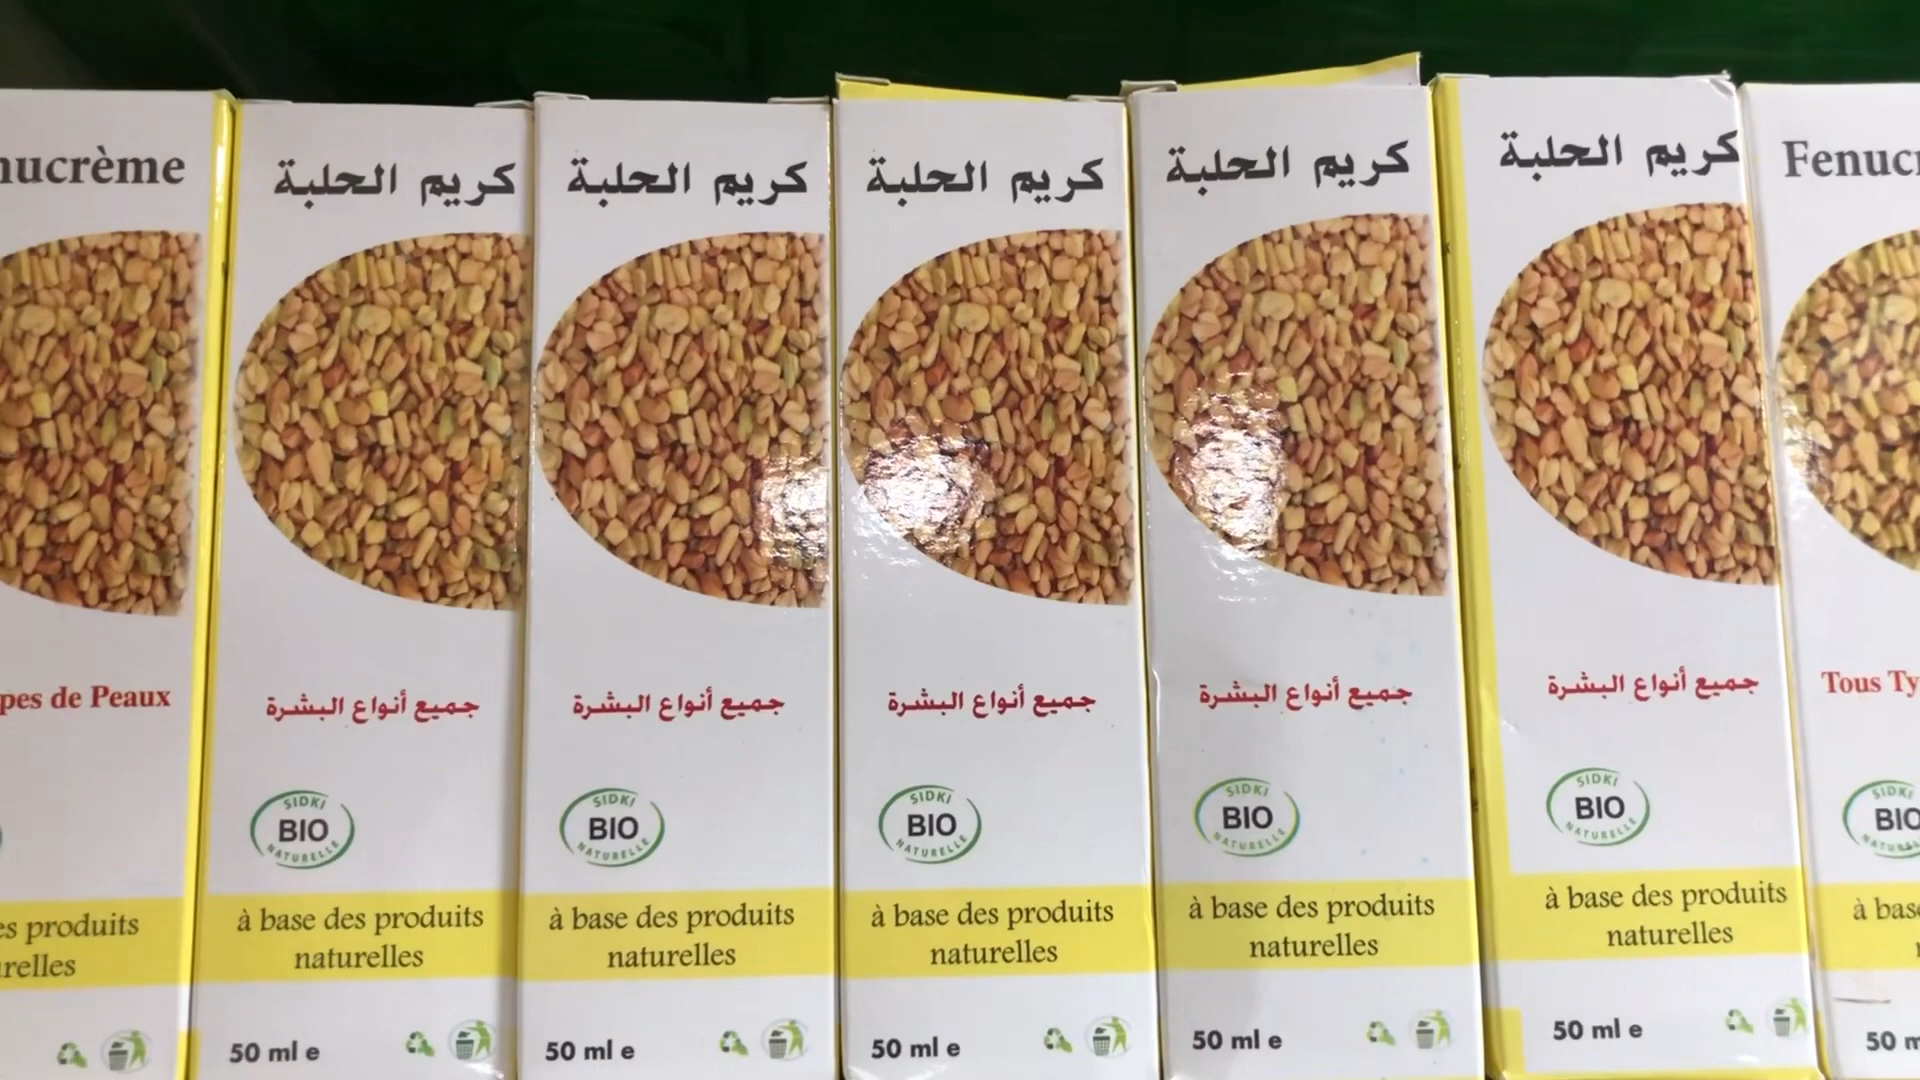 nucrème
pes de Peaux
es produits
relles
كريم الحلبة
جميع أنواع البشرة
SIDKI
BIO
NATURELLE
à base des produits
naturelles
50 ml e
كريم الحلبة
جميع أنواع البشرة
SIDKI
BIO
NATURELLE
à base des produits
naturelles
50 ml e
كريم الحلبة
جميع أنواع البشرة
SIDKI
BIO
NATURELLE
à base des produits
naturelles
50 ml e
كريم الحلبة
جميع أنواع البشرة
SIDKI
BIO
NATURELLE
à base des produits
naturelles
50 ml e
كريم الحلبة
جميع أنواع البشرة
SIDKI
BIO
NATURELLE
à base des produits
naturelles
50 ml e
Fenucr
Tous Ty
SIDKI
BIO
NATURELLE
à base
50 m